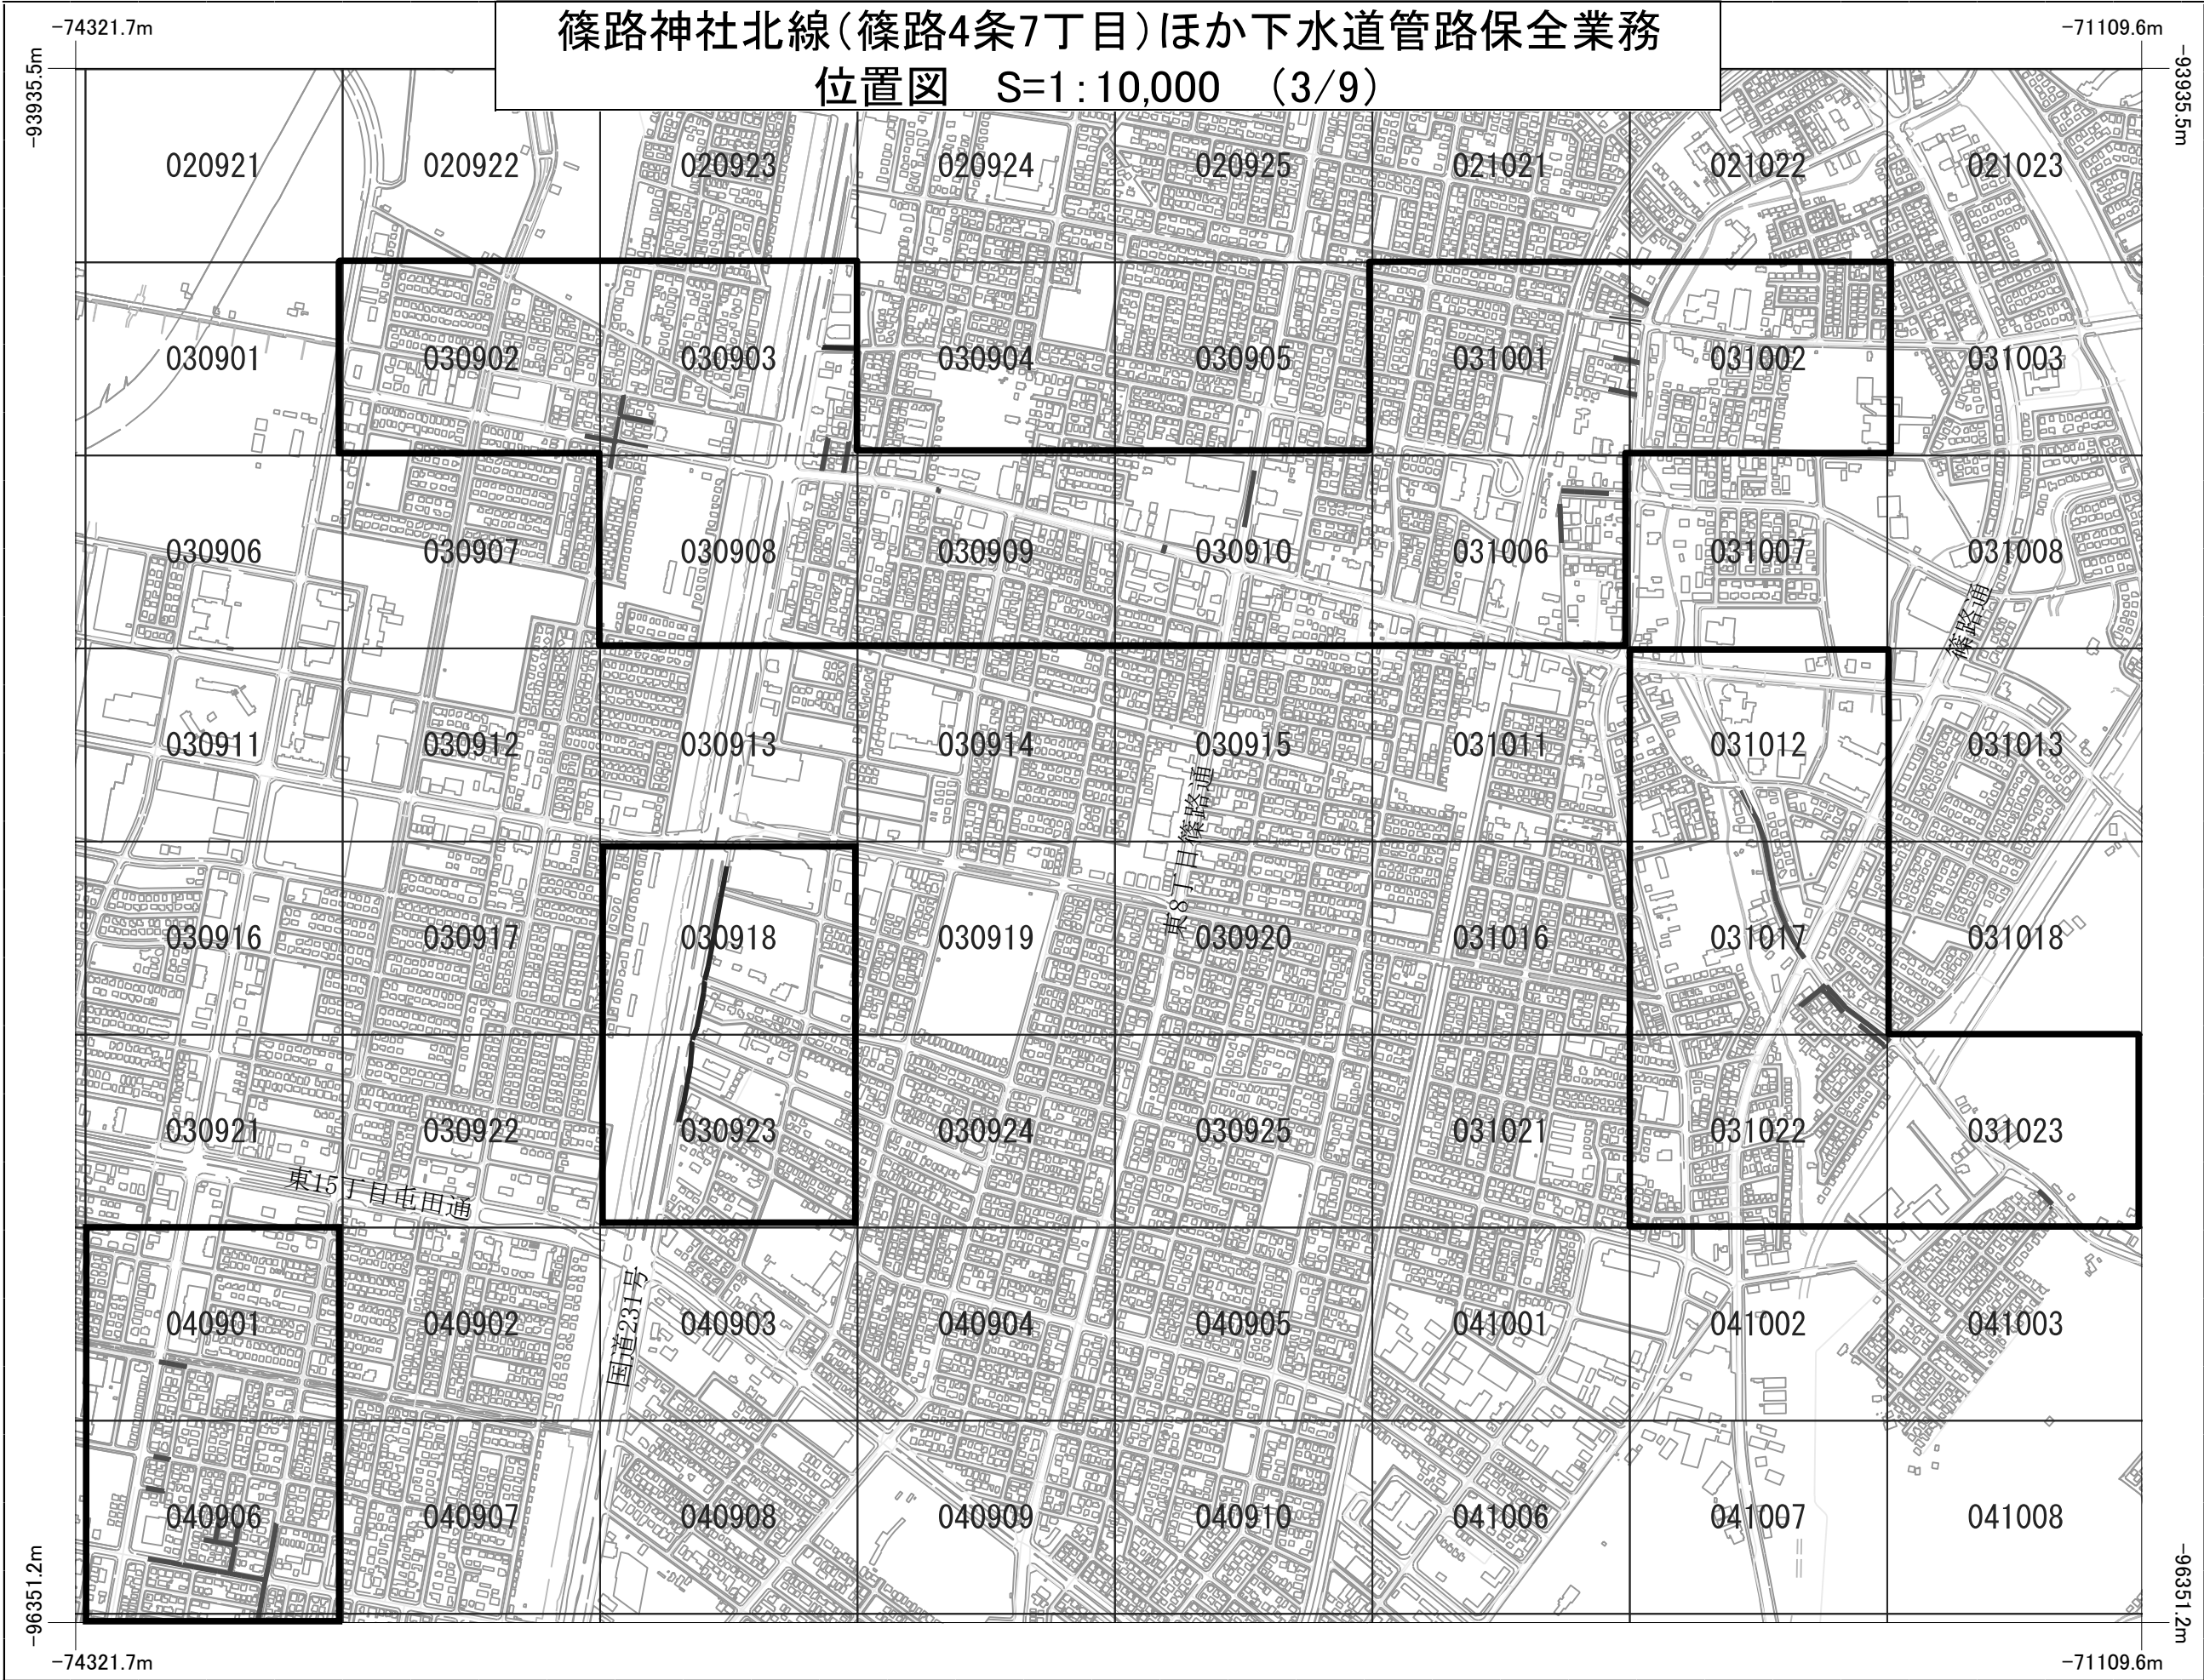 篠路神社北線（篠路4条7丁目）ほか下水道管路保全業務
位置図　S=1：10,000　（3/9）
-74321.7m
-71109.6m
-93935.5m
-93935.5m
020921 020922 020923 020924 020925 021021 021022 021023
030901 030902 030903 030904 030905 031001 031002 031003
030906 030907 030908 030909 030910 031006 031007 031008
篠路通
030911 030912 030913 030914 030915 031011 031012 031013
東8丁目篠路通
030916 030917 030918 030919 030920 031016 031017 031018
030921 030922 030923 030924 030925 031021 031022 031023
東15丁目屯田通
国道231号
040901 040902 040903 040904 040905 041001 041002 041003
040906 040907 040908 040909 040910 041006 041007 041008
-96351.2m
-96351.2m
-74321.7m
-71109.6m